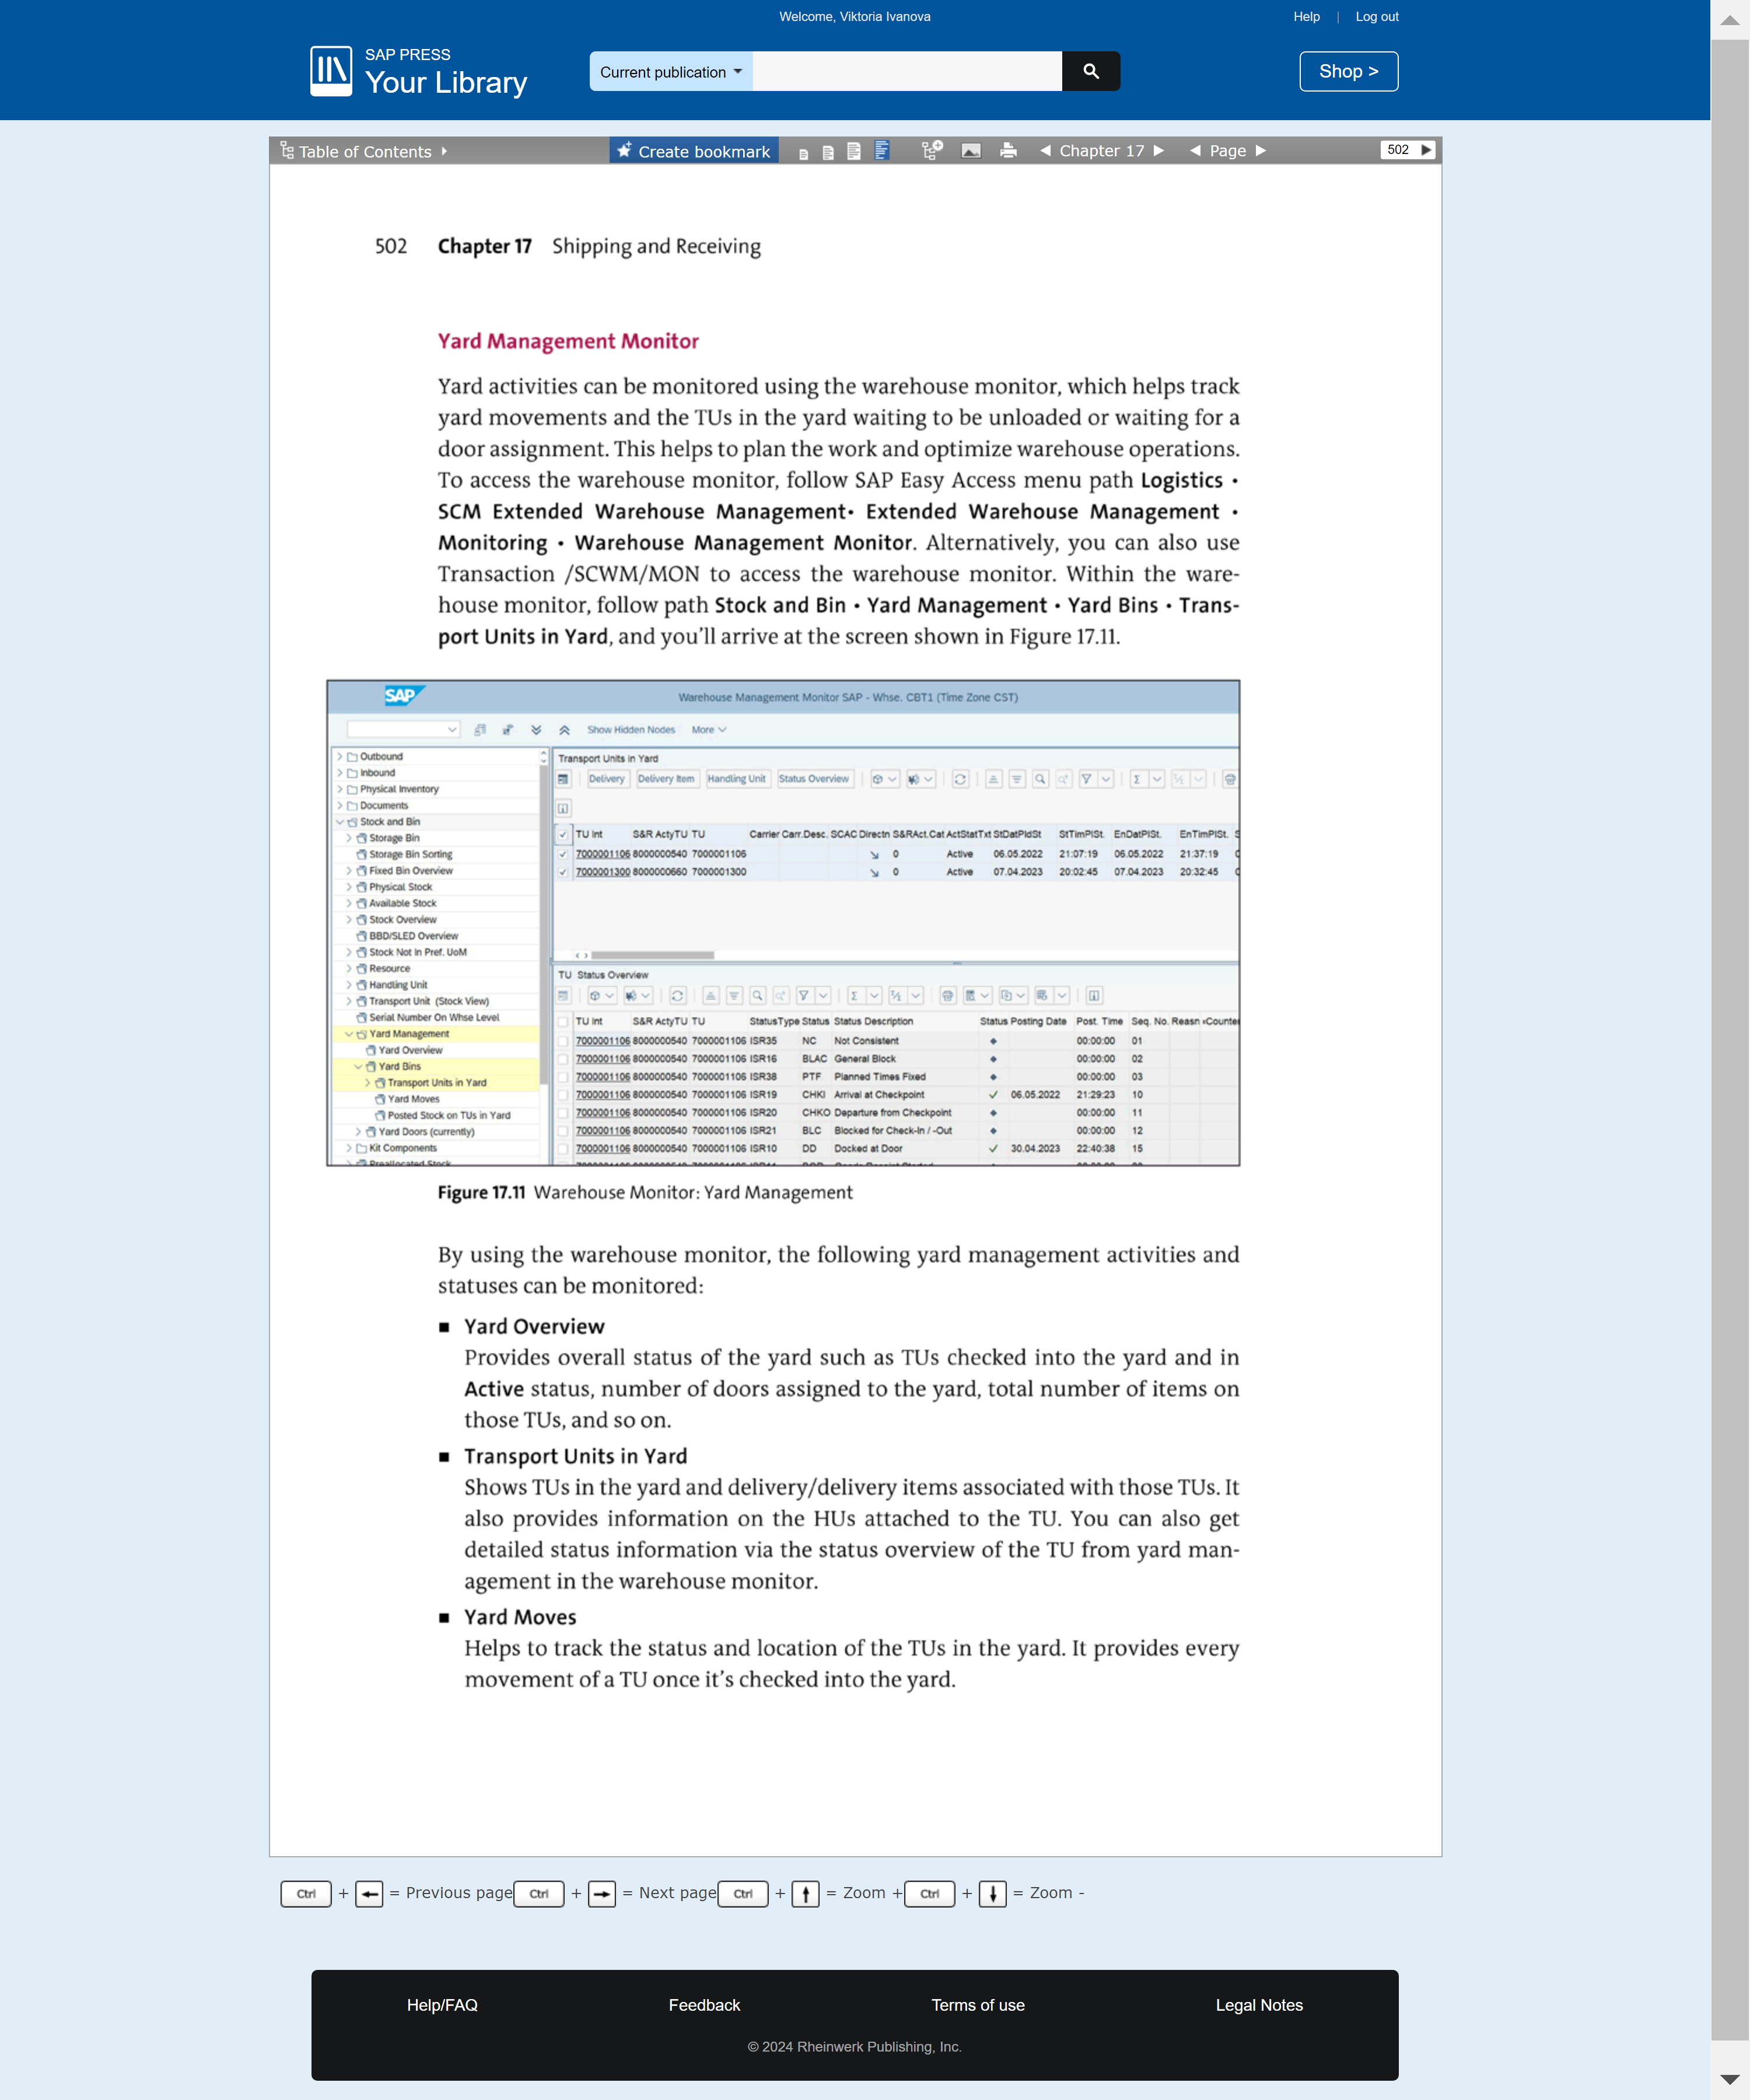 Welcome, Viktoria Ivanova
Help | Log out
SAP PRESS
Your Library
Current publication
Shop >
Table of Contents
Create bookmark
Chapter 17
Page
502
502 Chapter 17 Shipping and Receiving
Yard Management Monitor
Yard activities can be monitored using the warehouse monitor, which helps track
yard movements and the TUs in the yard waiting to be unloaded or waiting for a
door assignment. This helps to plan the work and optimize warehouse operations.
To access the warehouse monitor, follow SAP Easy Access menu path Logistics •
SCM Extended Warehouse Management• Extended Warehouse Management •
Monitoring • Warehouse Management Monitor. Alternatively, you can also use
Transaction /SCWM/MON to access the warehouse monitor. Within the ware-
house monitor, follow path Stock and Bin • Yard Management • Yard Bins • Trans-
port Units in Yard, and you'll arrive at the screen shown in Figure 17.11.
SAP
Warehouse Management Monitor SAP - Whse. CBT1 (Time Zone CST)
Show Hidden Nodes More
Outbound
Inbound
Physical Inventory
Documents
Stock and Bin
Storage Bin
Storage Bin Sorting
Fixed Bin Overview
Physical Stock
Available Stock
Stock Overview
BBD/SLED Overview
Stock Not In Pref. UoM
Resource
Handling Unit
Transport Unit (Stock View)
Serial Number On Whse Level
Yard Management
Yard Overview
Yard Bins
Transport Units in Yard
Yard Moves
Posted Stock on TUs in Yard
Yard Doors (currently)
Kit Components
Preallocated Stock
Transport Units in Yard
Delivery Delivery Item Handling Unit Status Overview
TU Int S&R ActyTU TU Carrier Carr.Desc. SCAC Directn S&RAct.Cat ActStatTxt StDatPldSt StTimPlSt. EnDatPlSt. EnTimPlSt. S
7000001106 8000000540 7000001106 0 Active 06.05.2022 21:07:19 06.05.2022 21:37:19
7000001300 8000000660 7000001300 0 Active 07.04.2023 20:02:45 07.04.2023 20:32:45
TU Status Overview
TU Int S&R ActyTU TU StatusType Status Status Description Status Posting Date Post. Time Seq. No. Reasn Counte
7000001106 8000000540 7000001106 ISR35 NC Not Consistent 00:00:00 01
7000001106 8000000540 7000001106 ISR16 BLAC General Block 00:00:00 02
7000001106 8000000540 7000001106 ISR38 PTF Planned Times Fixed 00:00:00 03
7000001106 8000000540 7000001106 ISR19 CHKI Arrival at Checkpoint 06.05.2022 21:29:23 10
7000001106 8000000540 7000001106 ISR20 CHKO Departure from Checkpoint 00:00:00 11
7000001106 8000000540 7000001106 ISR21 BLC Blocked for Check-In / -Out 00:00:00 12
7000001106 8000000540 7000001106 ISR10 DD Docked at Door 30.04.2023 22:40:38 15
Figure 17.11 Warehouse Monitor: Yard Management
By using the warehouse monitor, the following yard management activities and
statuses can be monitored:
■ Yard Overview
Provides overall status of the yard such as TUs checked into the yard and in
Active status, number of doors assigned to the yard, total number of items on
those TUs, and so on.
■ Transport Units in Yard
Shows TUs in the yard and delivery/delivery items associated with those TUs. It
also provides information on the HUs attached to the TU. You can also get
detailed status information via the status overview of the TU from yard man-
agement in the warehouse monitor.
■ Yard Moves
Helps to track the status and location of the TUs in the yard. It provides every
movement of a TU once it's checked into the yard.
Ctrl + ← = Previous page Ctrl + → = Next page Ctrl + ↑ = Zoom + Ctrl + ↓ = Zoom -
Help/FAQ Feedback Terms of use Legal Notes
© 2024 Rheinwerk Publishing, Inc.